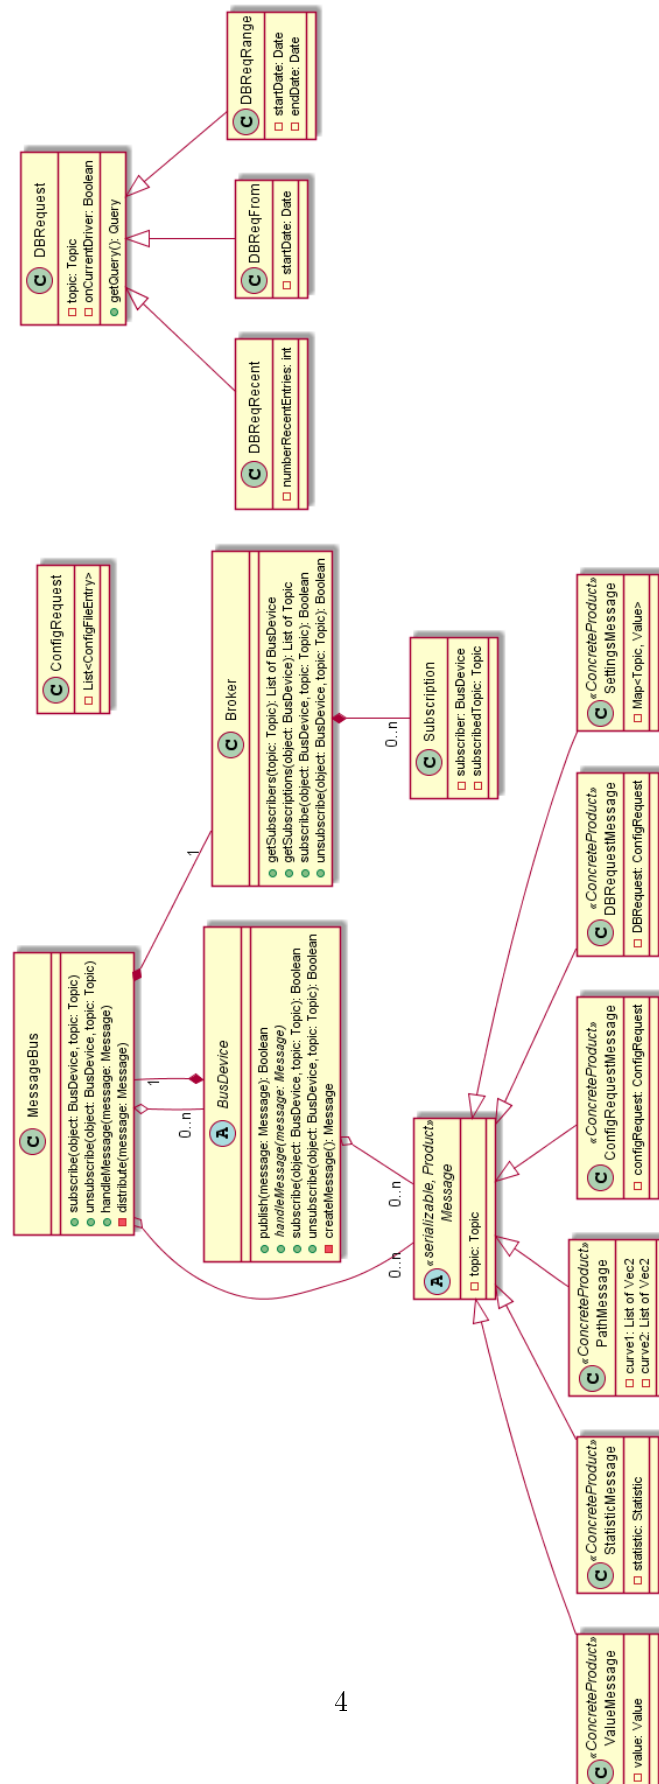 C MessageBus
subscribe(object: BusDevice, topic: Topic)
unsubscribe(object: BusDevice, topic: Topic)
handleMessage(message: Message)
distribute(message: Message)
C ConfigRequest
List<ConfigFileEntry>
C DBRequest
topic: Topic
onCurrentDriver: Boolean
getQuery(): Query
1
0..n
1
A BusDevice
publish(message: Message): Boolean
handleMessage(message: Message)
subscribe(object: BusDevice, topic: Topic): Boolean
unsubscribe(object: BusDevice, topic: Topic): Boolean
createMessage(): Message
C Broker
getSubscribers(topic: Topic): List of BusDevice
getSubscriptions(object: BusDevice): List of Topic
subscribe(object: BusDevice, topic: Topic): Boolean
unsubscribe(object: BusDevice, topic: Topic): Boolean
C DBReqRecent
numberRecentEntries: int
C DBReqFrom
startDate: Date
C DBReqRange
startDate: Date
endDate: Date
0..n
0..n
0..n
A «serializable, Product»
Message
topic: Topic
C Subscription
subscriber: BusDevice
subscribedTopic: Topic
C «ConcreteProduct»
ValueMessage
value: Value
C «ConcreteProduct»
StatisticMessage
statistic: Statistic
C «ConcreteProduct»
PathMessage
curve1: List of Vec2
curve2: List of Vec2
C «ConcreteProduct»
ConfigRequestMessage
configRequest: ConfigRequest
C «ConcreteProduct»
DBRequestMessage
DBRequest: ConfigRequest
C «ConcreteProduct»
SettingsMessage
Map<Topic, Value>
4